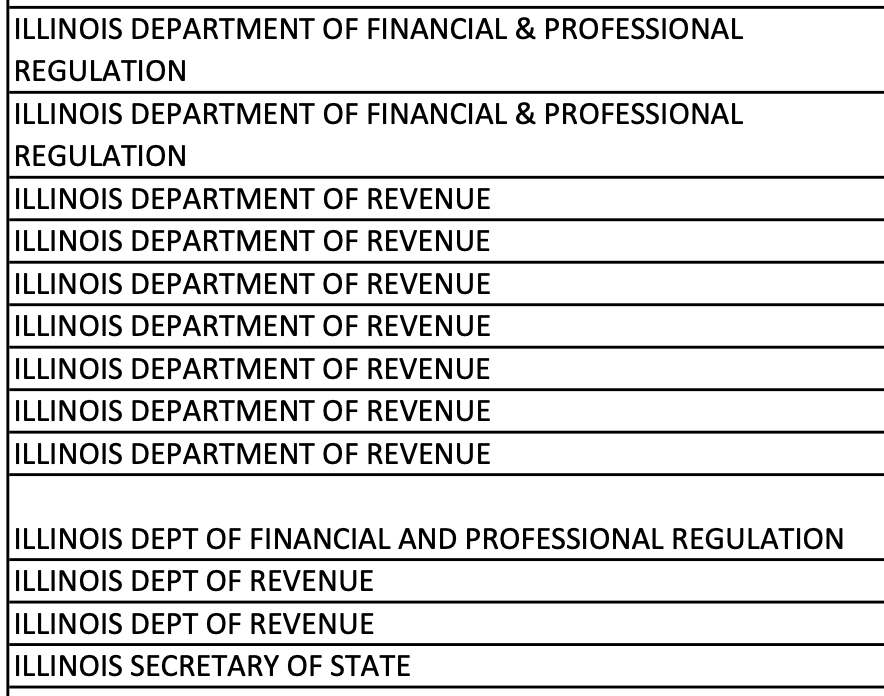 ILLINOIS DEPARTMENT OF FINANCIAL & PROFESSIONAL
REGULATION
ILLINOIS DEPARTMENT OF FINANCIAL & PROFESSIONAL
REGULATION
ILLINOIS DEPARTMENT OF REVENUE
ILLINOIS DEPARTMENT OF REVENUE
ILLINOIS DEPARTMENT OF REVENUE
ILLINOIS DEPARTMENT OF REVENUE
ILLINOIS DEPARTMENT OF REVENUE
ILLINOIS DEPARTMENT OF REVENUE
ILLINOIS DEPARTMENT OF REVENUE
ILLINOIS DEPT OF FINANCIAL AND PROFESSIONAL REGULATION
ILLINOIS DEPT OF REVENUE
ILLINOIS DEPT OF REVENUE
ILLINOIS SECRETARY OF STATE